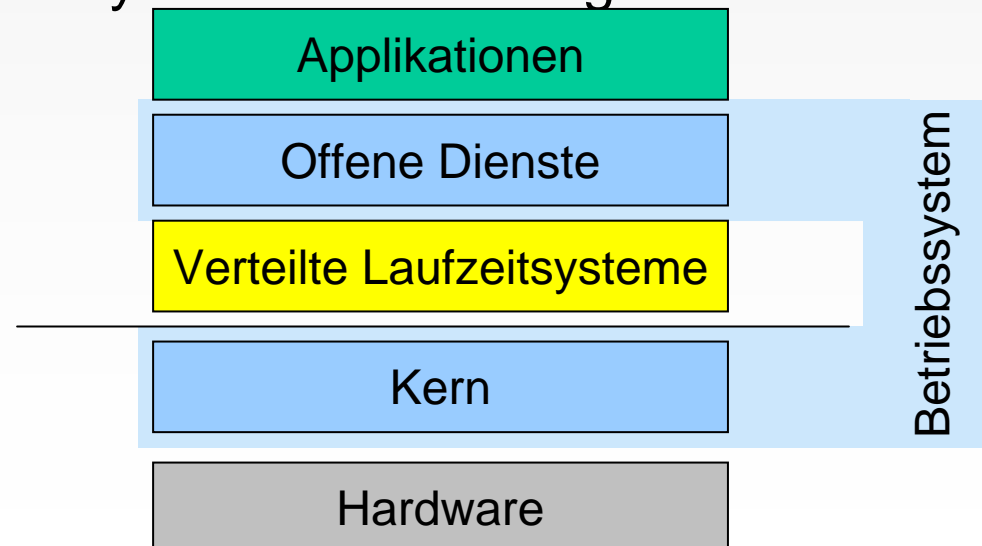 Applikationen
Offene Dienste
Verteilte Laufzeitsysteme
Kern
Hardware
Betriebssystem